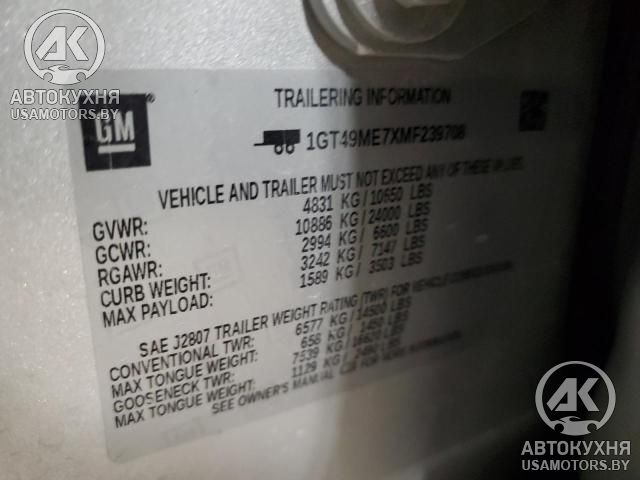 АК
АВТОКУХНЯ
USAMOTORS.BY
GM
TRAILERING INFORMATION
1GT49ME7XMF239708
VEHICLE AND TRAILER MUST NOT EXCEED ANY OF THESE VALUES.
GVWR: 4831 KG/10650 LBS
GCWR: 10886 KG/24000 LBS
RGAWR: 2994 KG/ 6600 LBS
CURB WEIGHT: 3242 KG/ 7147 LBS
MAX PAYLOAD: 1589 KG/ 3503 LBS
SAE J2807 TRAILER WEIGHT RATING (TWR) FOR VEHICLE CONFIGURATION
CONVENTIONAL TWR: 6577 KG/14500 LBS
MAX TONGUE WEIGHT: 658 KG/ 1450 LBS
GOOSENECK TWR: 7539 KG/16620 LBS
MAX TONGUE WEIGHT: 1129 KG/ 2490 LBS
SEE OWNER'S MANUAL FOR MORE INFORMATION.
АК
АВТОКУХНЯ
USAMOTORS.BY